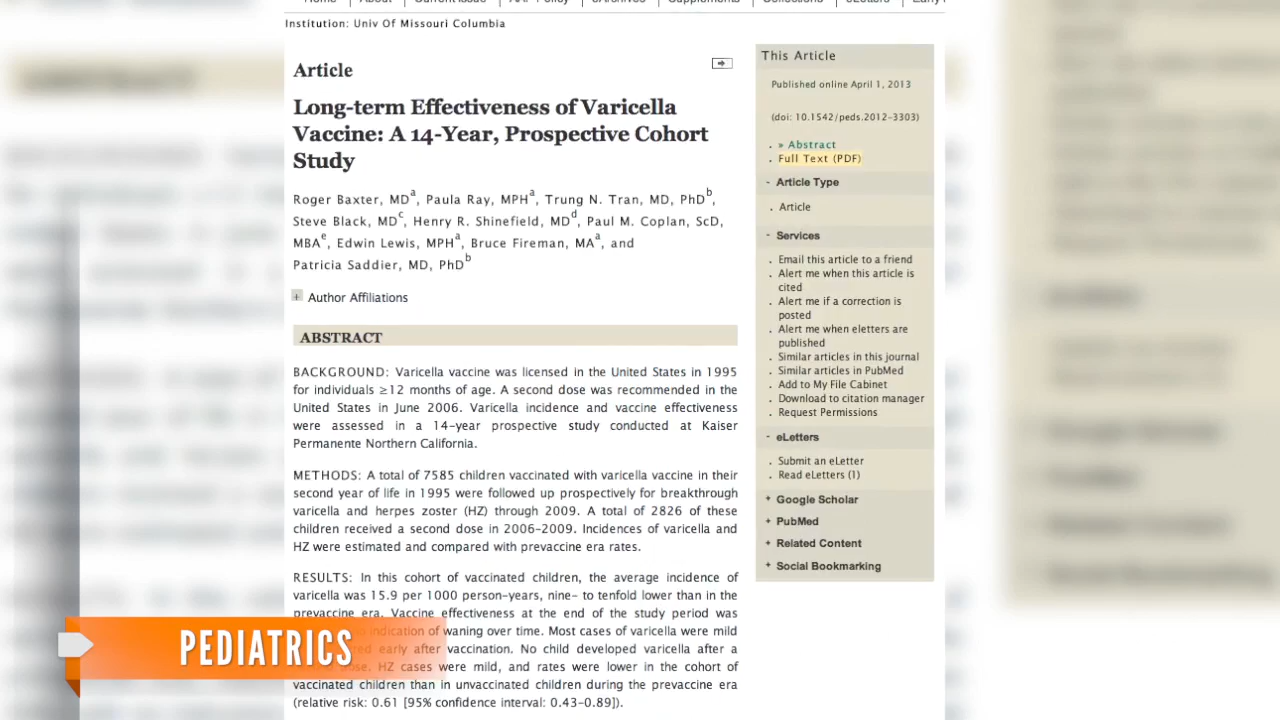 Institution: Univ Of Missouri Columbia
Article
Long-term Effectiveness of Varicella
Vaccine: A 14-Year, Prospective Cohort
Study
Roger Baxter, MDa, Paula Ray, MPHa, Trung N. Tran, MD, PhDb,
Steve Black, MDc, Henry R. Shinefield, MDd, Paul M. Coplan, ScD,
MBAe, Edwin Lewis, MPHa, Bruce Fireman, MAa, and
Patricia Saddier, MD, PhDb
+ Author Affiliations
ABSTRACT
BACKGROUND: Varicella vaccine was licensed in the United States in 1995
for individuals ≥12 months of age. A second dose was recommended in the
United States in June 2006. Varicella incidence and vaccine effectiveness
were assessed in a 14-year prospective study conducted at Kaiser
Permanente Northern California.
METHODS: A total of 7585 children vaccinated with varicella vaccine in their
second year of life in 1995 were followed up prospectively for breakthrough
varicella and herpes zoster (HZ) through 2009. A total of 2826 of these
children received a second dose in 2006–2009. Incidences of varicella and
HZ were estimated and compared with prevaccine era rates.
RESULTS: In this cohort of vaccinated children, the average incidence of
varicella was 15.9 per 1000 person-years, nine- to tenfold lower than in the
prevaccine era. Vaccine effectiveness at the end of the study period was
indication of waning over time. Most cases of varicella were mild
early after vaccination. No child developed varicella after a
HZ cases were mild, and rates were lower in the cohort of
vaccinated children than in unvaccinated children during the prevaccine era
(relative risk: 0.61 [95% confidence interval: 0.43–0.89]).
This Article
Published online April 1, 2013
(doi: 10.1542/peds.2012-3303)
» Abstract
Full Text (PDF)
- Article Type
Article
- Services
Email this article to a friend
Alert me when this article is
cited
Alert me if a correction is
posted
Alert me when eletters are
published
Similar articles in this journal
Similar articles in PubMed
Add to My File Cabinet
Download to citation manager
Request Permissions
- eLetters
Submit an eLetter
Read eLetters (1)
+ Google Scholar
+ PubMed
+ Related Content
+ Social Bookmarking
PEDIATRICS